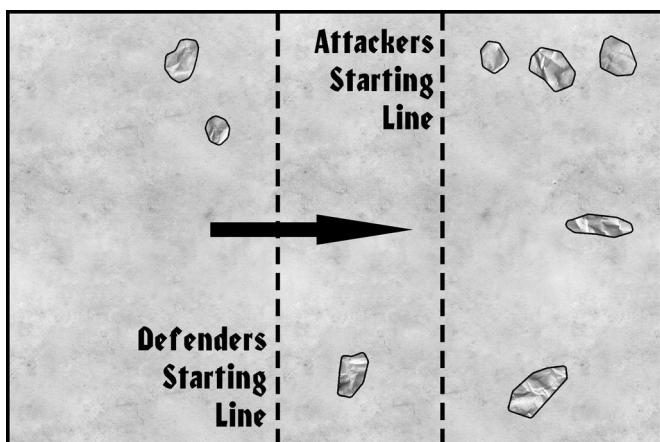 Attackers
Starting
Line
Defenders
Starting
Line